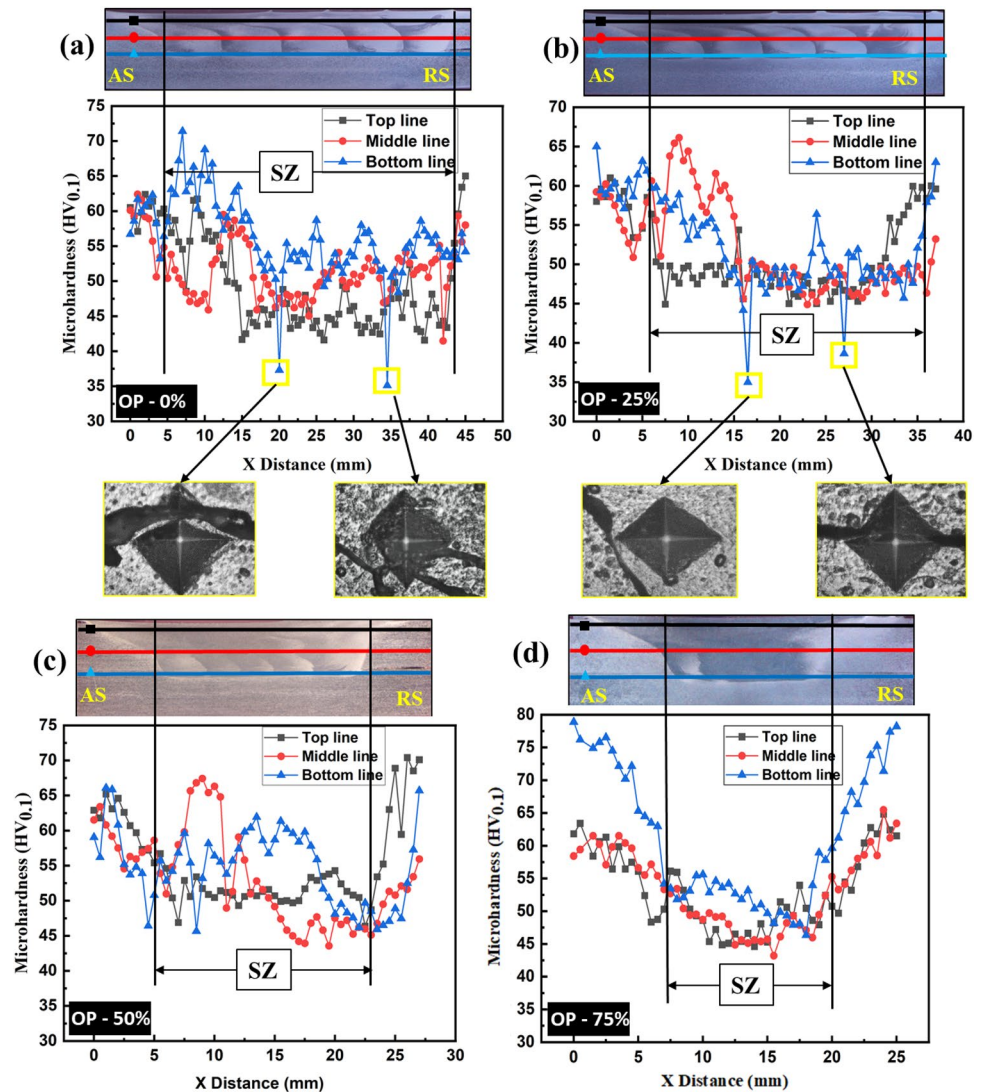 (a)
AS
RS
75
70
65
60
55
50
45
40
35
30
Microhardness (HV0.1)
Top line
Middle line
Bottom line
SZ
OP - 0%
0 5 10 15 20 25 30 35 40 45 50
X Distance (mm)
(b)
AS
RS
75
70
65
60
55
50
45
40
35
30
Microhardness (HV0.1)
Top line
Middle line
Bottom line
SZ
OP - 25%
0 5 10 15 20 25 30 35 40
X Distance (mm)
(c)
AS
RS
75
70
65
60
55
50
45
40
35
30
Microhardness (HV0.1)
Top line
Middle line
Bottom line
SZ
OP - 50%
0 5 10 15 20 25 30
X Distance (mm)
(d)
AS
RS
80
75
70
65
60
55
50
45
40
35
30
Microhardness (HV0.1)
Top line
Middle line
Bottom line
SZ
OP - 75%
0 5 10 15 20 25
X Distance (mm)